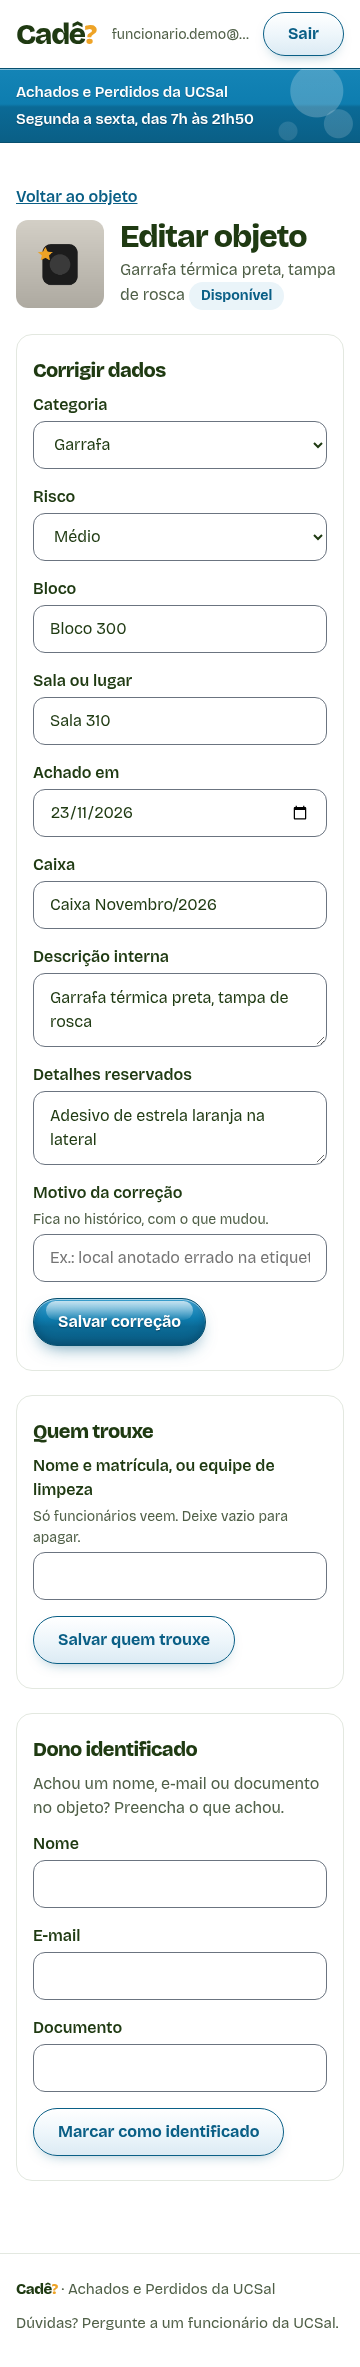 Cadê? funcionario.demo@... Sair
Achados e Perdidos da UCSal
Segunda a sexta, das 7h às 21h50
Voltar ao objeto
Editar objeto
Garrafa térmica preta, tampa
de rosca Disponível
Corrigir dados
Categoria
Garrafa
Risco
Médio
Bloco
Bloco 300
Sala ou lugar
Sala 310
Achado em
23/11/2026
Caixa
Caixa Novembro/2026
Descrição interna
Garrafa térmica preta, tampa de
rosca
Detalhes reservados
Adesivo de estrela laranja na
lateral
Motivo da correção
Fica no histórico, com o que mudou.
Ex.: local anotado errado na etiquet
Salvar correção
Quem trouxe
Nome e matrícula, ou equipe de
limpeza
Só funcionários veem. Deixe vazio para
apagar.
Salvar quem trouxe
Dono identificado
Achou um nome, e-mail ou documento
no objeto? Preencha o que achou.
Nome
E-mail
Documento
Marcar como identificado
Cadê? · Achados e Perdidos da UCSal
Dúvidas? Pergunte a um funcionário da UCSal.